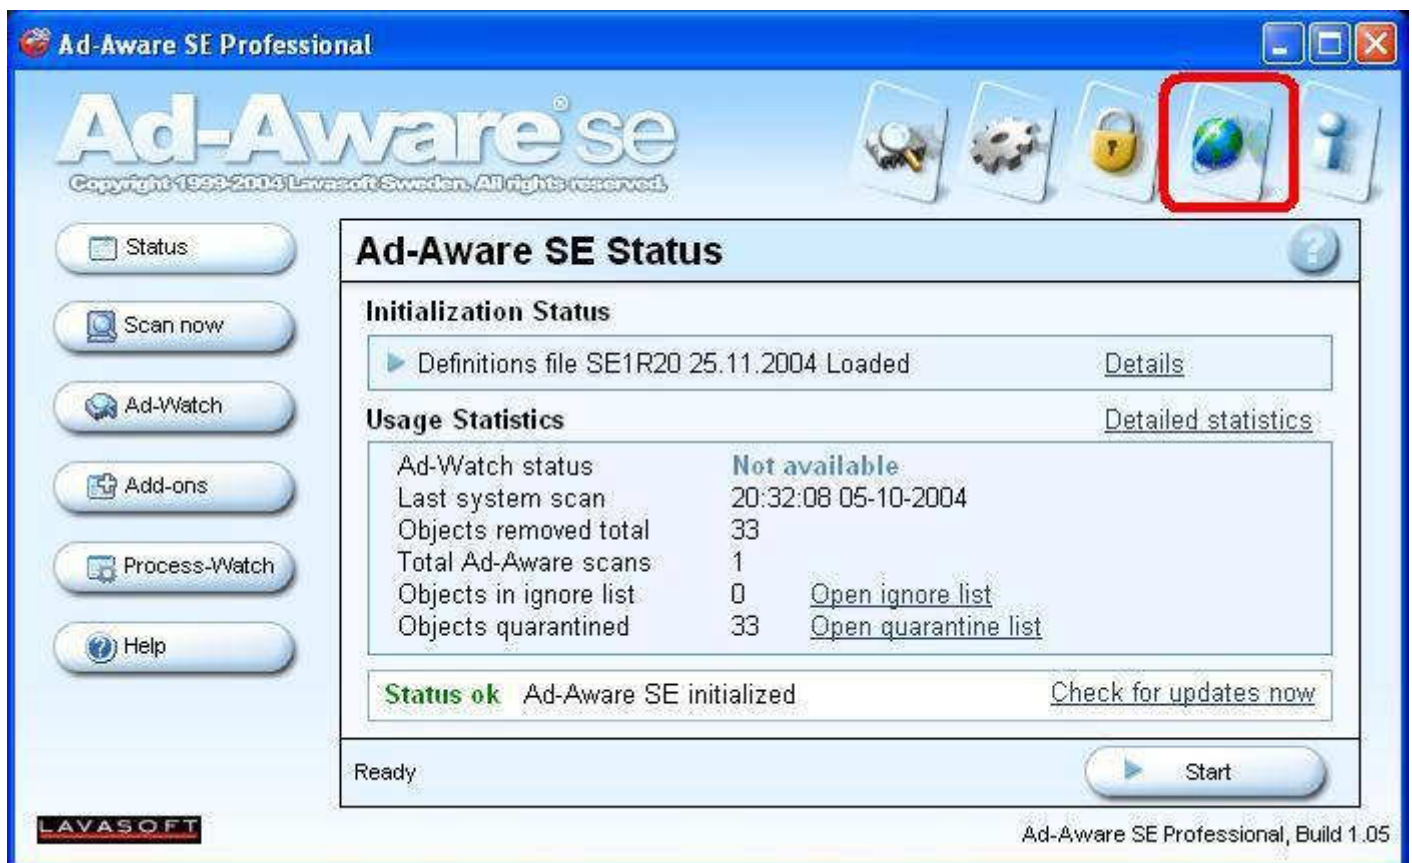 Ad-Aware SE Professional
Ad-Aware® se
Copyright 1999-2004 Lavasoft Sweden. All rights reserved.
Status
Scan now
Ad-Watch
Add-ons
Process-Watch
Help
Ad-Aware SE Status
?
Initialization Status
Definitions file SE1R20 25.11.2004 Loaded Details
Usage Statistics Detailed statistics
Ad-Watch status Not available
Last system scan 20:32:08 05-10-2004
Objects removed total 33
Total Ad-Aware scans 1
Objects in ignore list 0 Open ignore list
Objects quarantined 33 Open quarantine list
Status ok Ad-Aware SE initialized Check for updates now
Ready Start
LAVASOFT
Ad-Aware SE Professional, Build 1.05